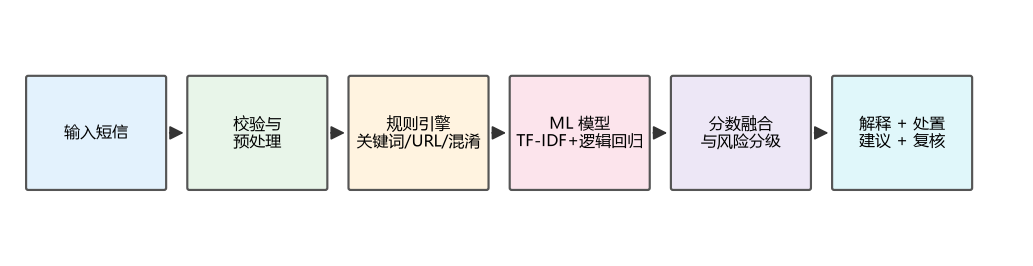 输入短信
校验与
预处理
规则引擎
关键词/URL/混淆
ML 模型
TF-IDF+逻辑回归
分数融合
与风险分级
解释 + 处置
建议 + 复核